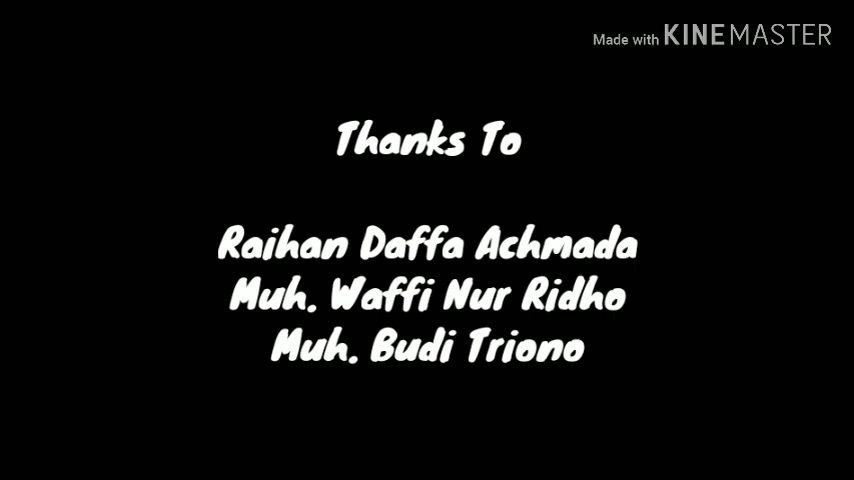 Made with KINEMASTER
Thanks To
Raihan Daffa Achmada
Muh. Waffi Nur Ridho
Muh. Budi Triono